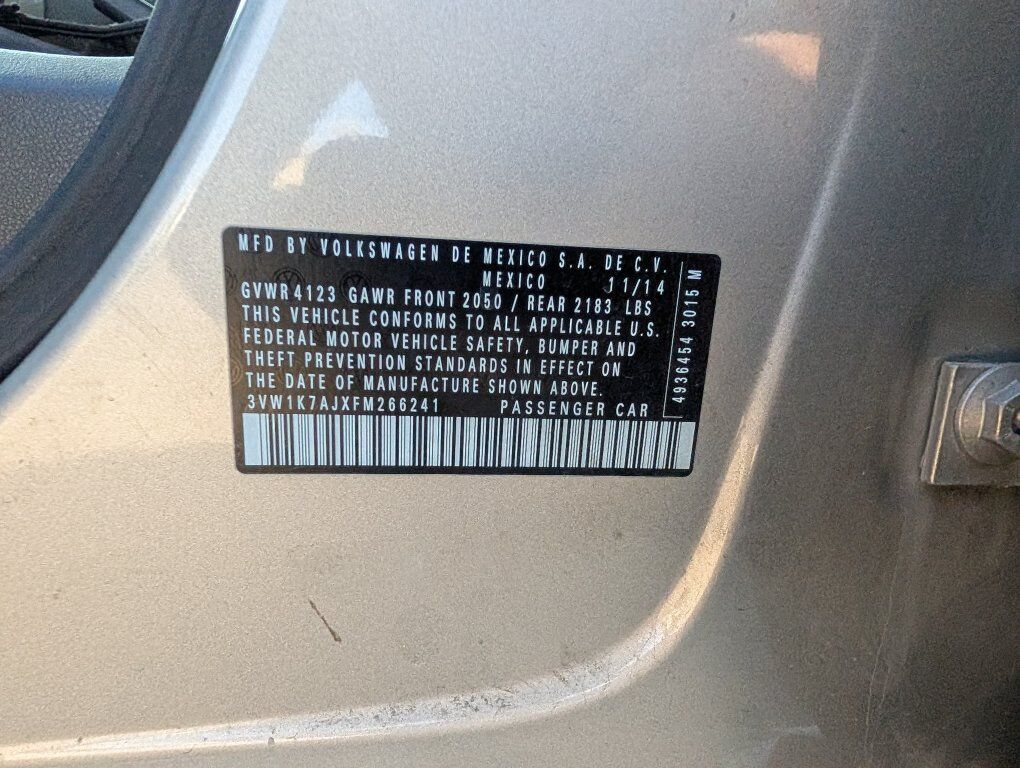 MFD BY VOLKSWAGEN DE MEXICO S.A. DE C.V.
MEXICO 11/14
GVWR 4123 GAWR FRONT 2050 / REAR 2183 LBS
THIS VEHICLE CONFORMS TO ALL APPLICABLE U.S.
FEDERAL MOTOR VEHICLE SAFETY, BUMPER AND
THEFT PREVENTION STANDARDS IN EFFECT ON
THE DATE OF MANUFACTURE SHOWN ABOVE.
3VW1K7AJXFM266241 PASSENGER CAR
4936454 3015 M